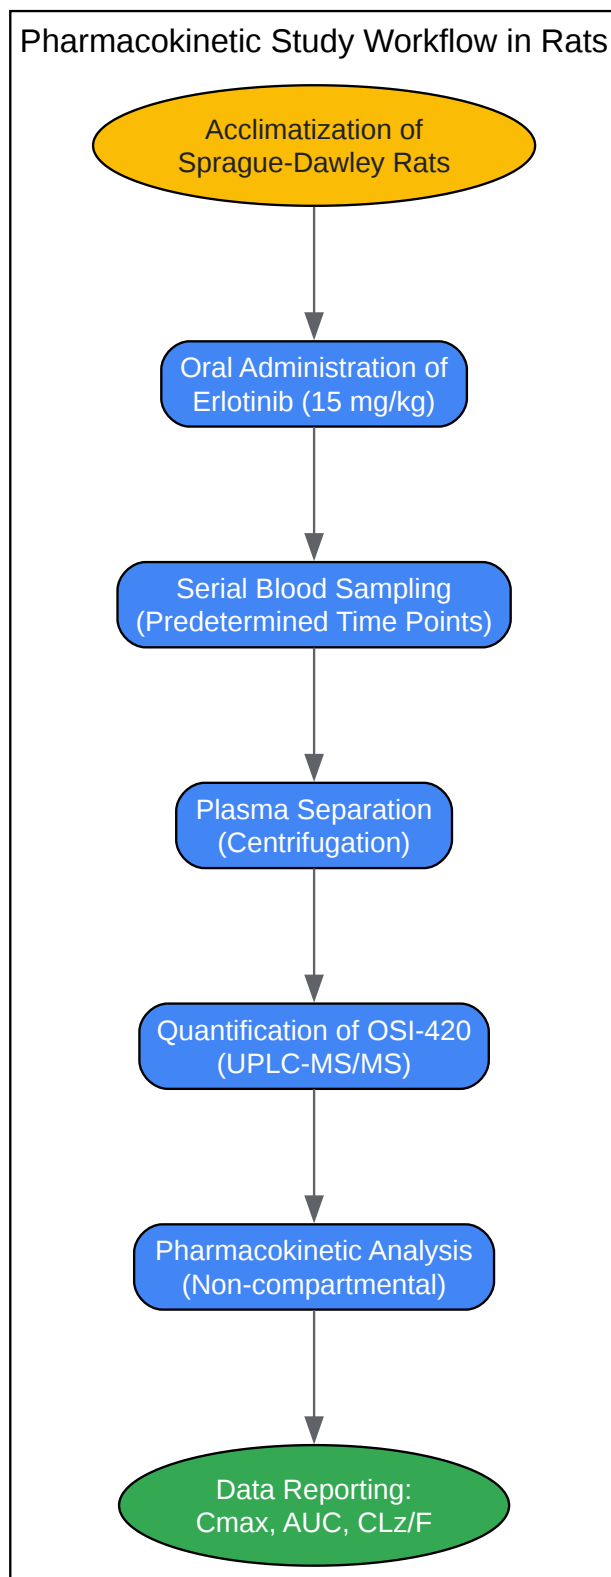 Pharmacokinetic Study Workflow in Rats
Acclimatization of
Sprague-Dawley Rats
Oral Administration of
Erlotinib (15 mg/kg)
Serial Blood Sampling
(Predetermined Time Points)
Plasma Separation
(Centrifugation)
Quantification of OSI-420
(UPLC-MS/MS)
Pharmacokinetic Analysis
(Non-compartmental)
Data Reporting:
Cmax, AUC, CLz/F